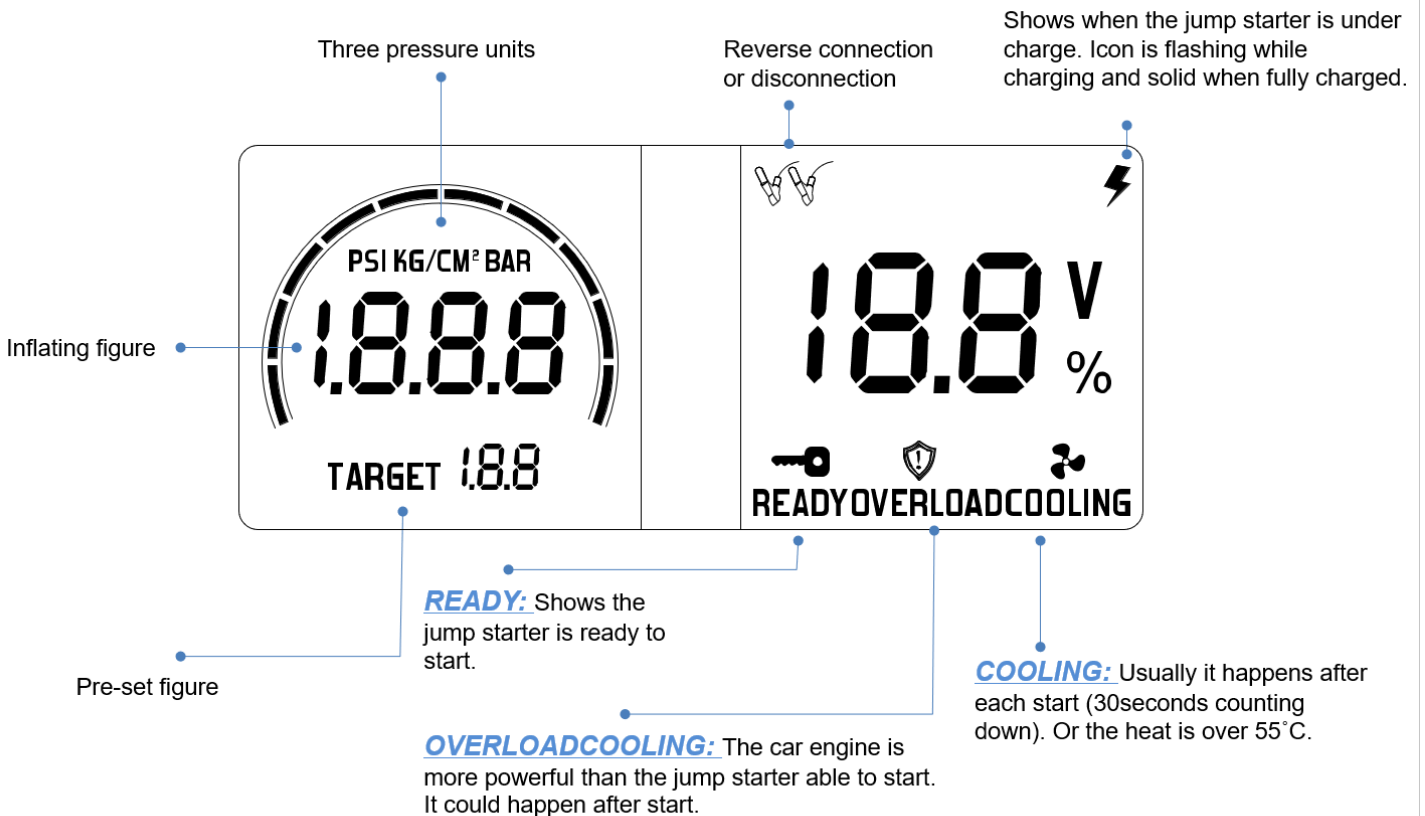 Shows when the jump starter is under
charge. Icon is flashing while
charging and solid when fully charged.
Three pressure units
Reverse connection
or disconnection
PSI KG/CM² BAR
1.8.8.8
18.8 V
%
Inflating figure
TARGET 1.8.8
READY OVERLOAD COOLING
READY: Shows the
jump starter is ready to
start.
Pre-set figure
COOLING: Usually it happens after
each start (30seconds counting
down). Or the heat is over 55˚C.
OVERLOADCOOLING: The car engine is
more powerful than the jump starter able to start.
It could happen after start.